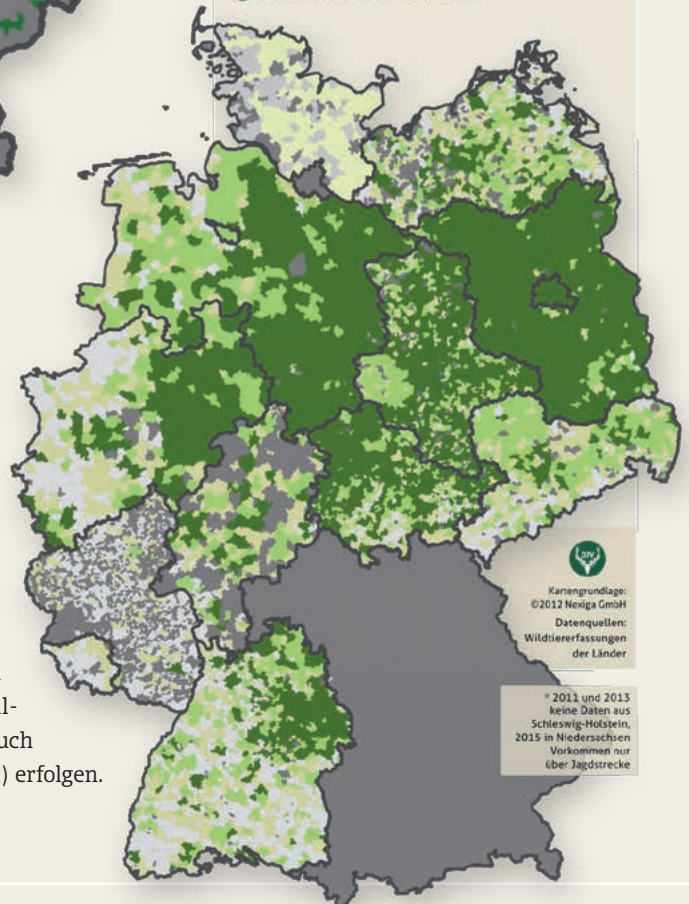 DJV
Kartengrundlage:
©2012 Nexiga GmbH
Datenquellen:
Wildtiererfassungen
der Länder
* 2011 und 2013
keine Daten aus
Schleswig-Holstein,
2015 in Niedersachsen
Vorkommen nur
über Jagdstrecke
l-
uch
) erfolgen.